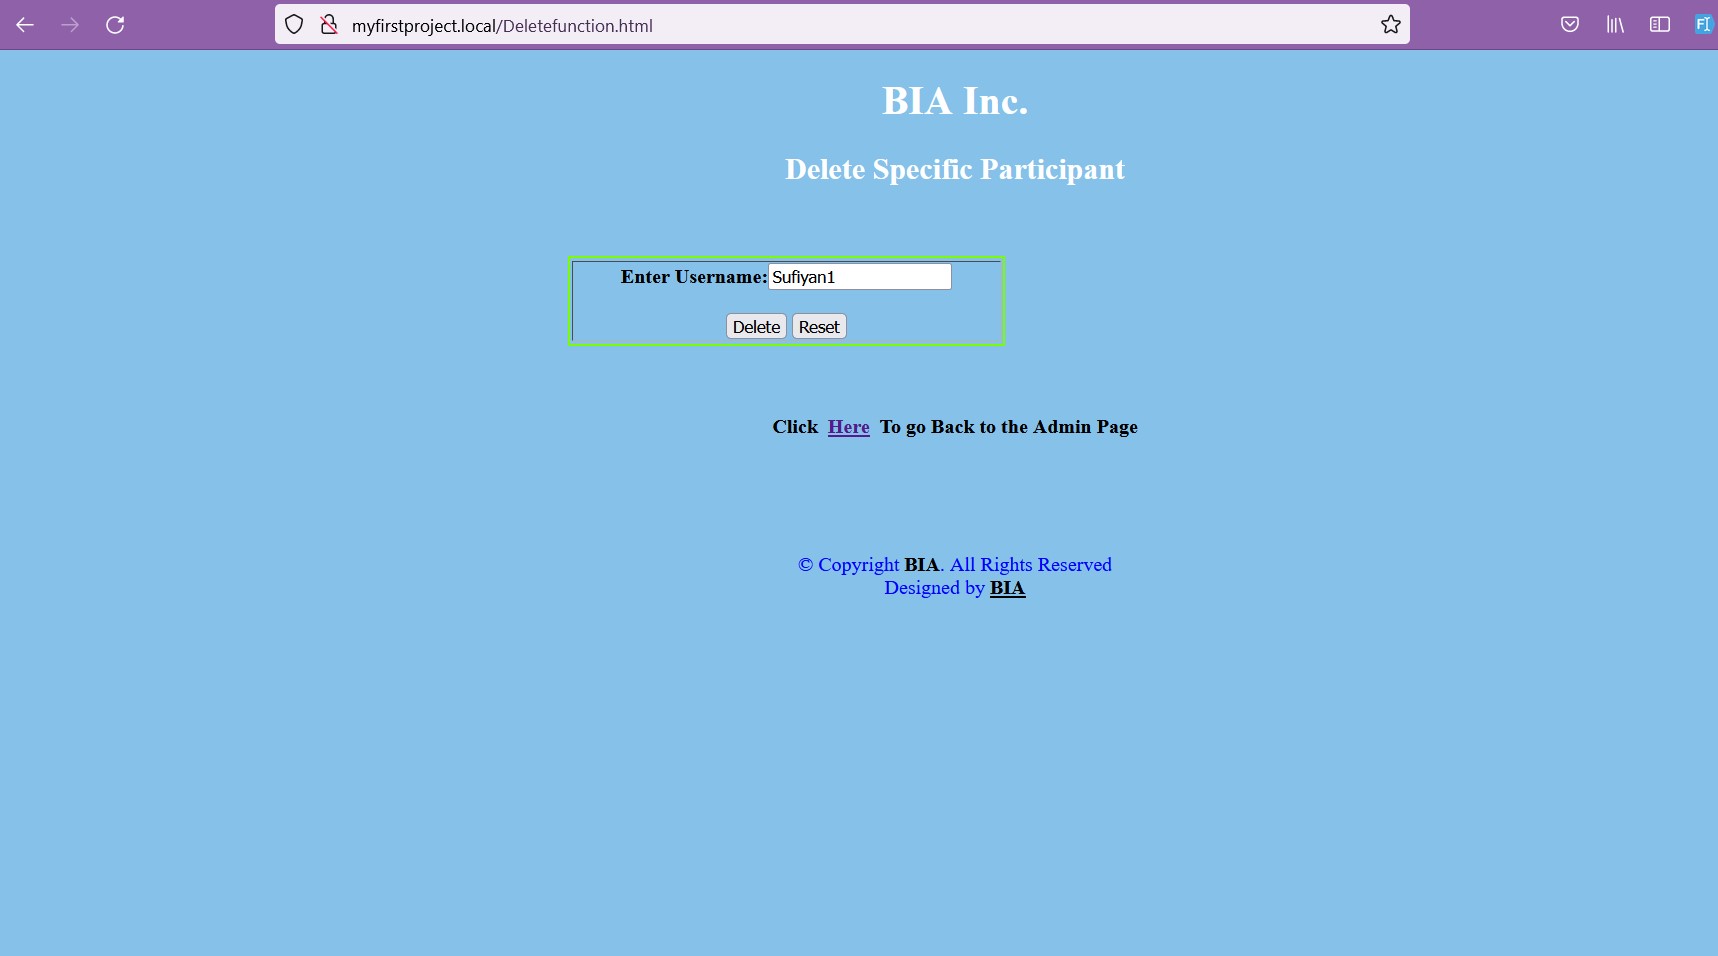 myfirstproject.local/Deletefunction.html
FI
BIA Inc.
Delete Specific Participant
Enter Username: Sufiyan1
Delete Reset
Click Here To go Back to the Admin Page
© Copyright BIA. All Rights Reserved
Designed by BIA